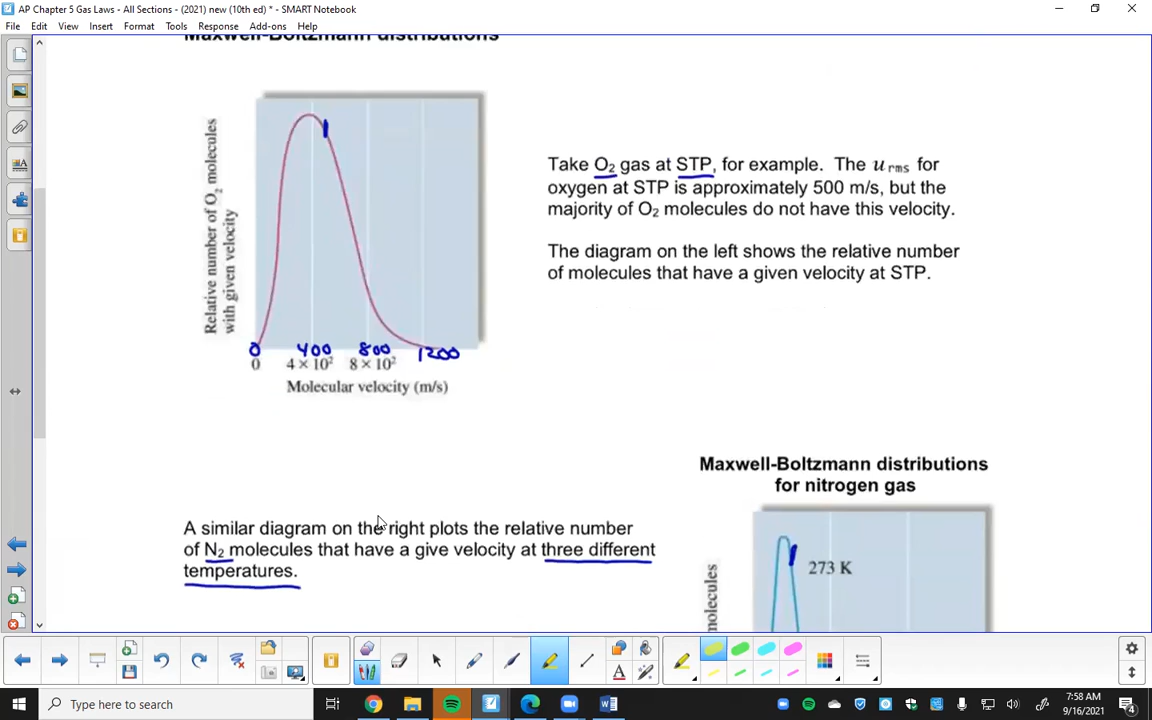 AP Chapter 5 Gas Laws - All Sections - (2021) new (10th ed) * - SMART Notebook
File Edit View Insert Format Tools Response Add-ons Help
Maxwell-Boltzmann distributions
Relative number of O2 molecules
with given velocity
0 400 800 1200
0 4 × 10² 8 × 10²
Molecular velocity (m/s)
Take O2 gas at STP, for example. The u rms for
oxygen at STP is approximately 500 m/s, but the
majority of O2 molecules do not have this velocity.
The diagram on the left shows the relative number
of molecules that have a given velocity at STP.
A similar diagram on the right plots the relative number
of N2 molecules that have a give velocity at three different
temperatures.
Maxwell-Boltzmann distributions
for nitrogen gas
273 K
molecules
Type here to search
7:58 AM
9/16/2021
4